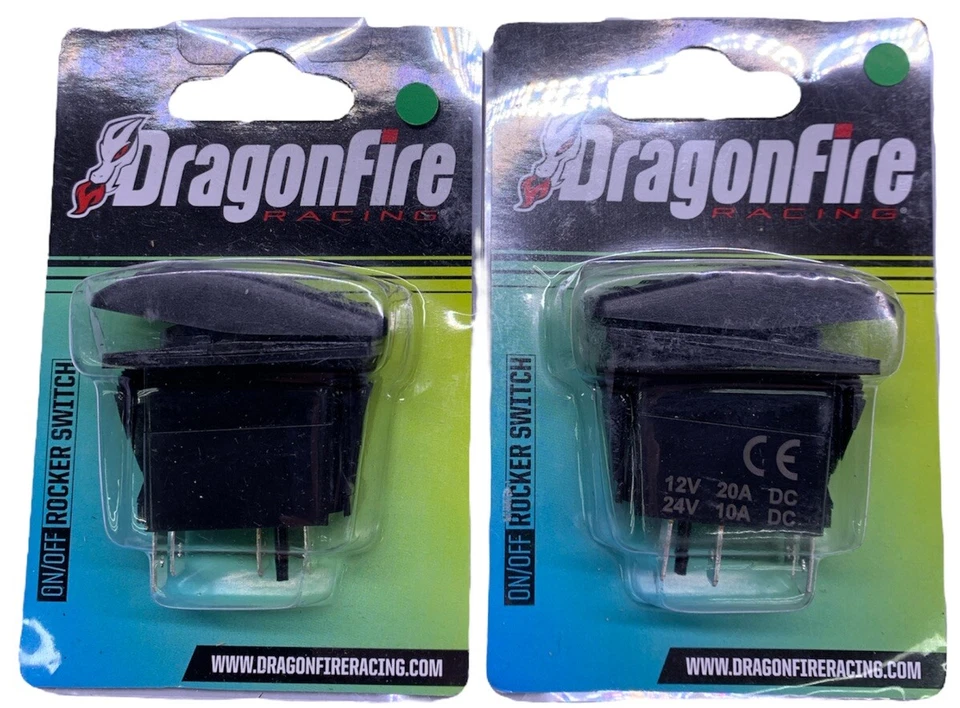 DragonFire
RACING
ON/OFF ROCKER SWITCH
WWW.DRAGONFIRERACING.COM
DragonFire
RACING®
ON/OFF ROCKER SWITCH
CE
12V 20A DC
24V 10A DC
WWW.DRAGONFIRERACING.COM